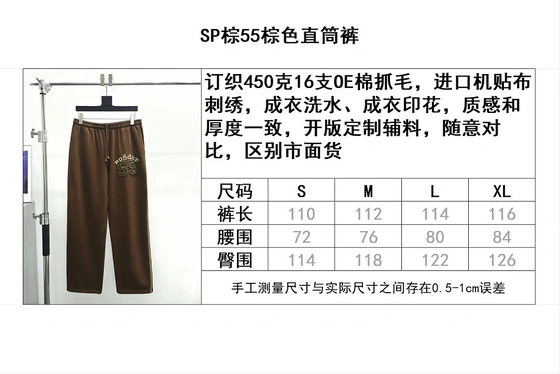 SP棕55棕色直筒裤
订织450克16支OE棉抓毛，进口机贴布
刺绣，成衣洗水、成衣印花，质感和
厚度一致，开版定制辅料，随意对
比，区别市面货
尺码 S M L XL
裤长 110 112 114 116
腰围 72 76 80 84
臀围 114 118 122 126
手工测量尺寸与实际尺寸之间存在0.5-1cm误差